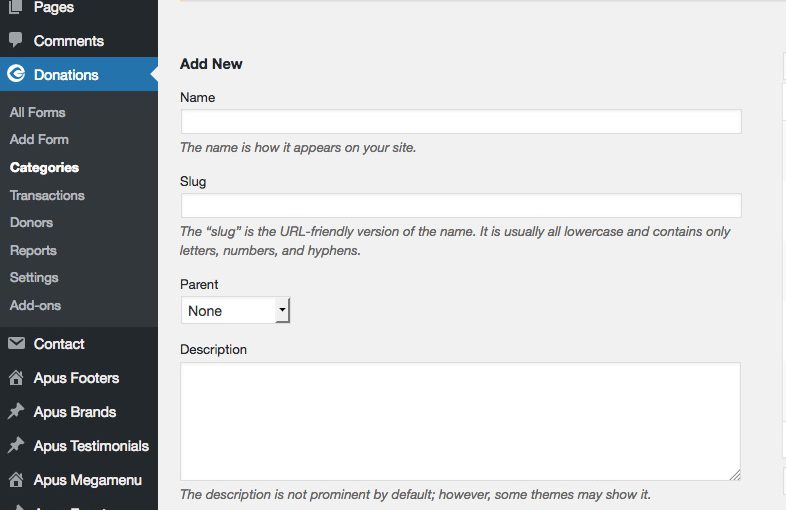 Pages
Comments
Donations
All Forms
Add Form
Categories
Transactions
Donors
Reports
Settings
Add-ons
Contact
Apus Footers
Apus Brands
Apus Testimonials
Apus Megamenu
Add New
Name
The name is how it appears on your site.
Slug
The “slug” is the URL-friendly version of the name. It is usually all lowercase and contains only
letters, numbers, and hyphens.
Parent
None
Description
The description is not prominent by default; however, some themes may show it.